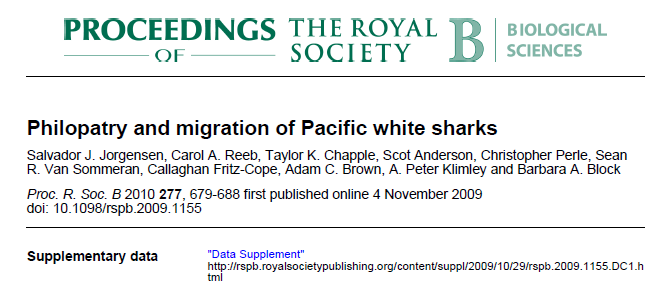 PROCEEDINGS
OF
THE ROYAL
SOCIETY
B
BIOLOGICAL
SCIENCES
Philopatry and migration of Pacific white sharks
Salvador J. Jorgensen, Carol A. Reeb, Taylor K. Chapple, Scot Anderson, Christopher Perle, Sean
R. Van Sommeran, Callaghan Fritz-Cope, Adam C. Brown, A. Peter Klimley and Barbara A. Block
Proc. R. Soc. B 2010 277, 679-688 first published online 4 November 2009
doi: 10.1098/rspb.2009.1155
Supplementary data
"Data Supplement"
http://rspb.royalsocietypublishing.org/content/suppl/2009/10/29/rspb.2009.1155.DC1.h
tml